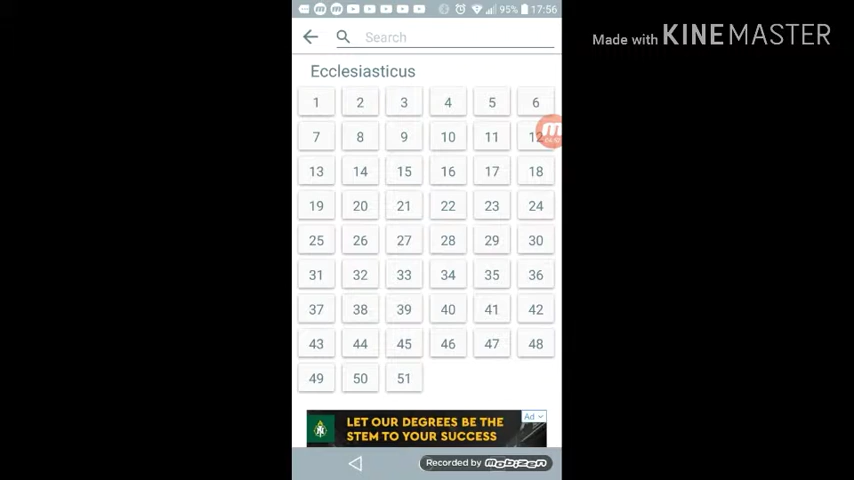 95% 17:56
Search
Made with KINEMASTER
Ecclesiasticus
1 2 3 4 5 6
7 8 9 10 11 12
13 14 15 16 17 18
19 20 21 22 23 24
25 26 27 28 29 30
31 32 33 34 35 36
37 38 39 40 41 42
43 44 45 46 47 48
49 50 51
Ad
LET OUR DEGREES BE THE
STEM TO YOUR SUCCESS
Recorded by mobizen